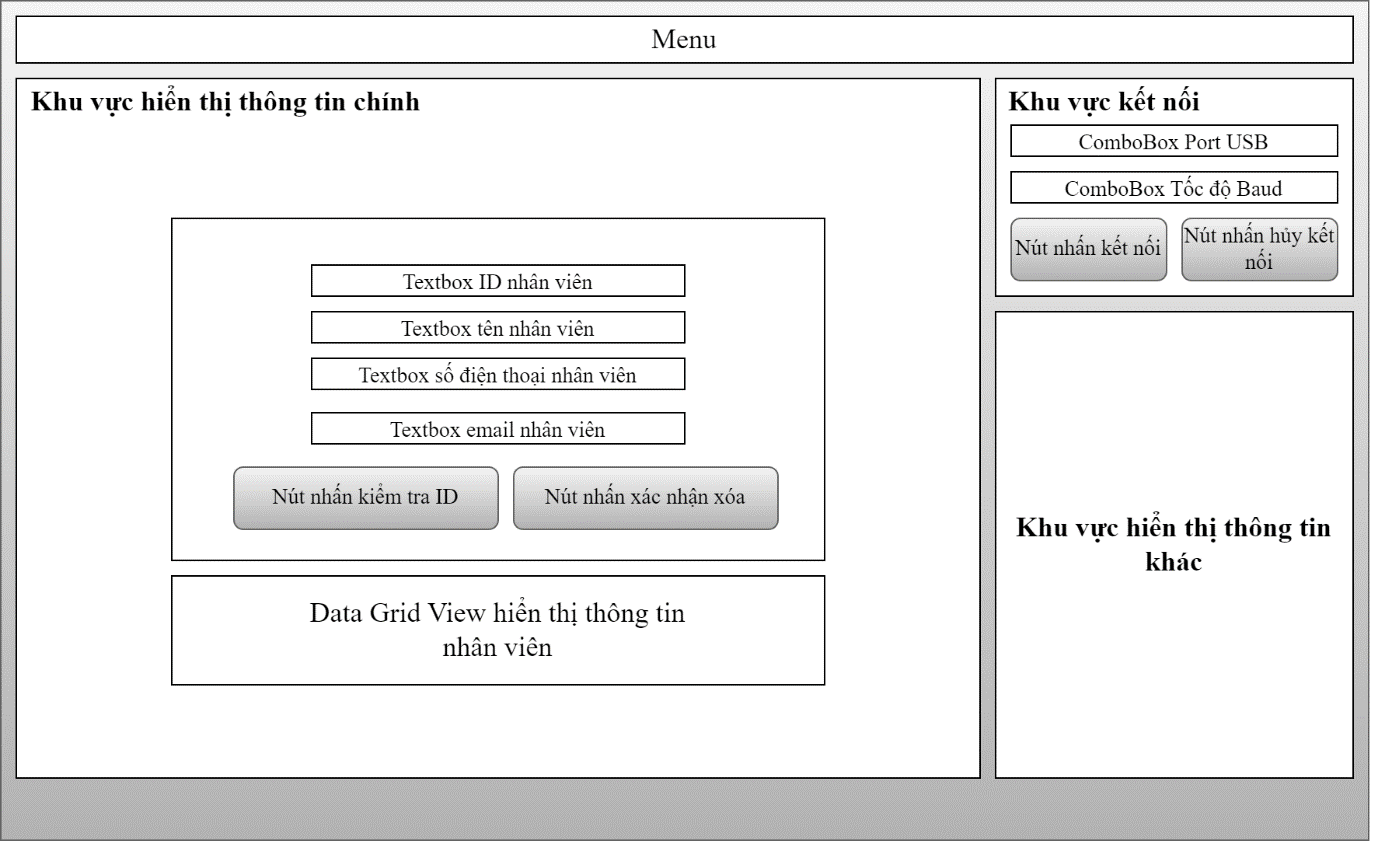 Menu
Khu vực hiển thị thông tin chính
Textbox ID nhân viên
Textbox tên nhân viên
Textbox số điện thoại nhân viên
Textbox email nhân viên
Nút nhấn kiểm tra ID
Nút nhấn xác nhận xóa
Data Grid View hiển thị thông tin
nhân viên
Khu vực kết nối
ComboBox Port USB
ComboBox Tốc độ Baud
Nút nhấn kết nối
Nút nhấn hủy kết
nối
Khu vực hiển thị thông tin
khác